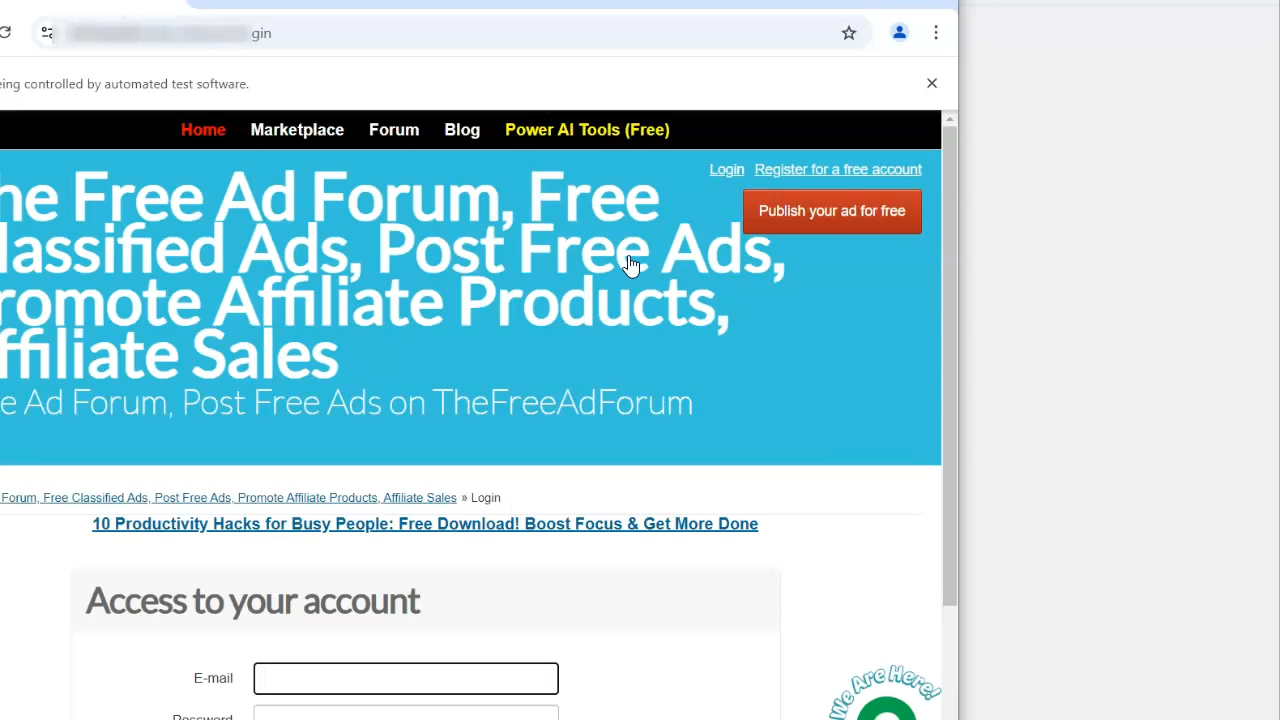 gin
ing controlled by automated test software.
Home Marketplace Forum Blog Power AI Tools (Free)
Login Register for a free account
Publish your ad for free
he Free Ad Forum, Free
lassified Ads, Post Free Ads,
romote Affiliate Products,
ffiliate Sales
e Ad Forum, Post Free Ads on TheFreeAdForum
Forum, Free Classified Ads, Post Free Ads, Promote Affiliate Products, Affiliate Sales » Login
10 Productivity Hacks for Busy People: Free Download! Boost Focus & Get More Done
Access to your account
E-mail
Password
We Are Here!